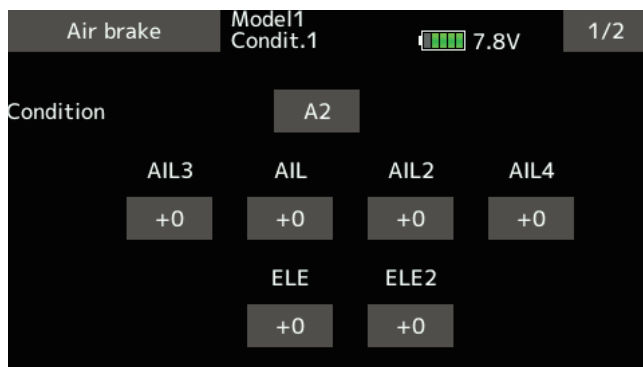 Air brake
Model1
Condit.1
7.8V
1/2
Condition
A2
AIL3 AIL AIL2 AIL4
+0 +0 +0 +0
ELE ELE2
+0 +0